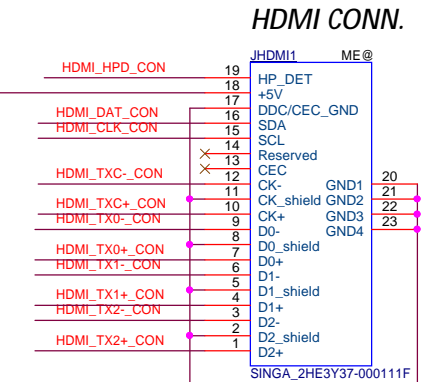 HDMI CONN.
JHDMI1 ME@
HDMI_HPD_CON 19 HP_DET
18 +5V
17 DDC/CEC_GND
HDMI_DAT_CON 16 SDA
HDMI_CLK_CON 15 SCL
14 Reserved
13 CEC
HDMI_TXC-_CON 12 CK- GND1 20
11 CK_shield GND2 21
HDMI_TXC+_CON 10 CK+ GND3 22
HDMI_TX0-_CON 9 D0- GND4 23
8 D0_shield
HDMI_TX0+_CON 7 D0+
HDMI_TX1-_CON 6 D1-
5 D1_shield
HDMI_TX1+_CON 4 D1+
HDMI_TX2-_CON 3 D2-
2 D2_shield
HDMI_TX2+_CON 1 D2+
SINGA_2HE3Y37-000111F